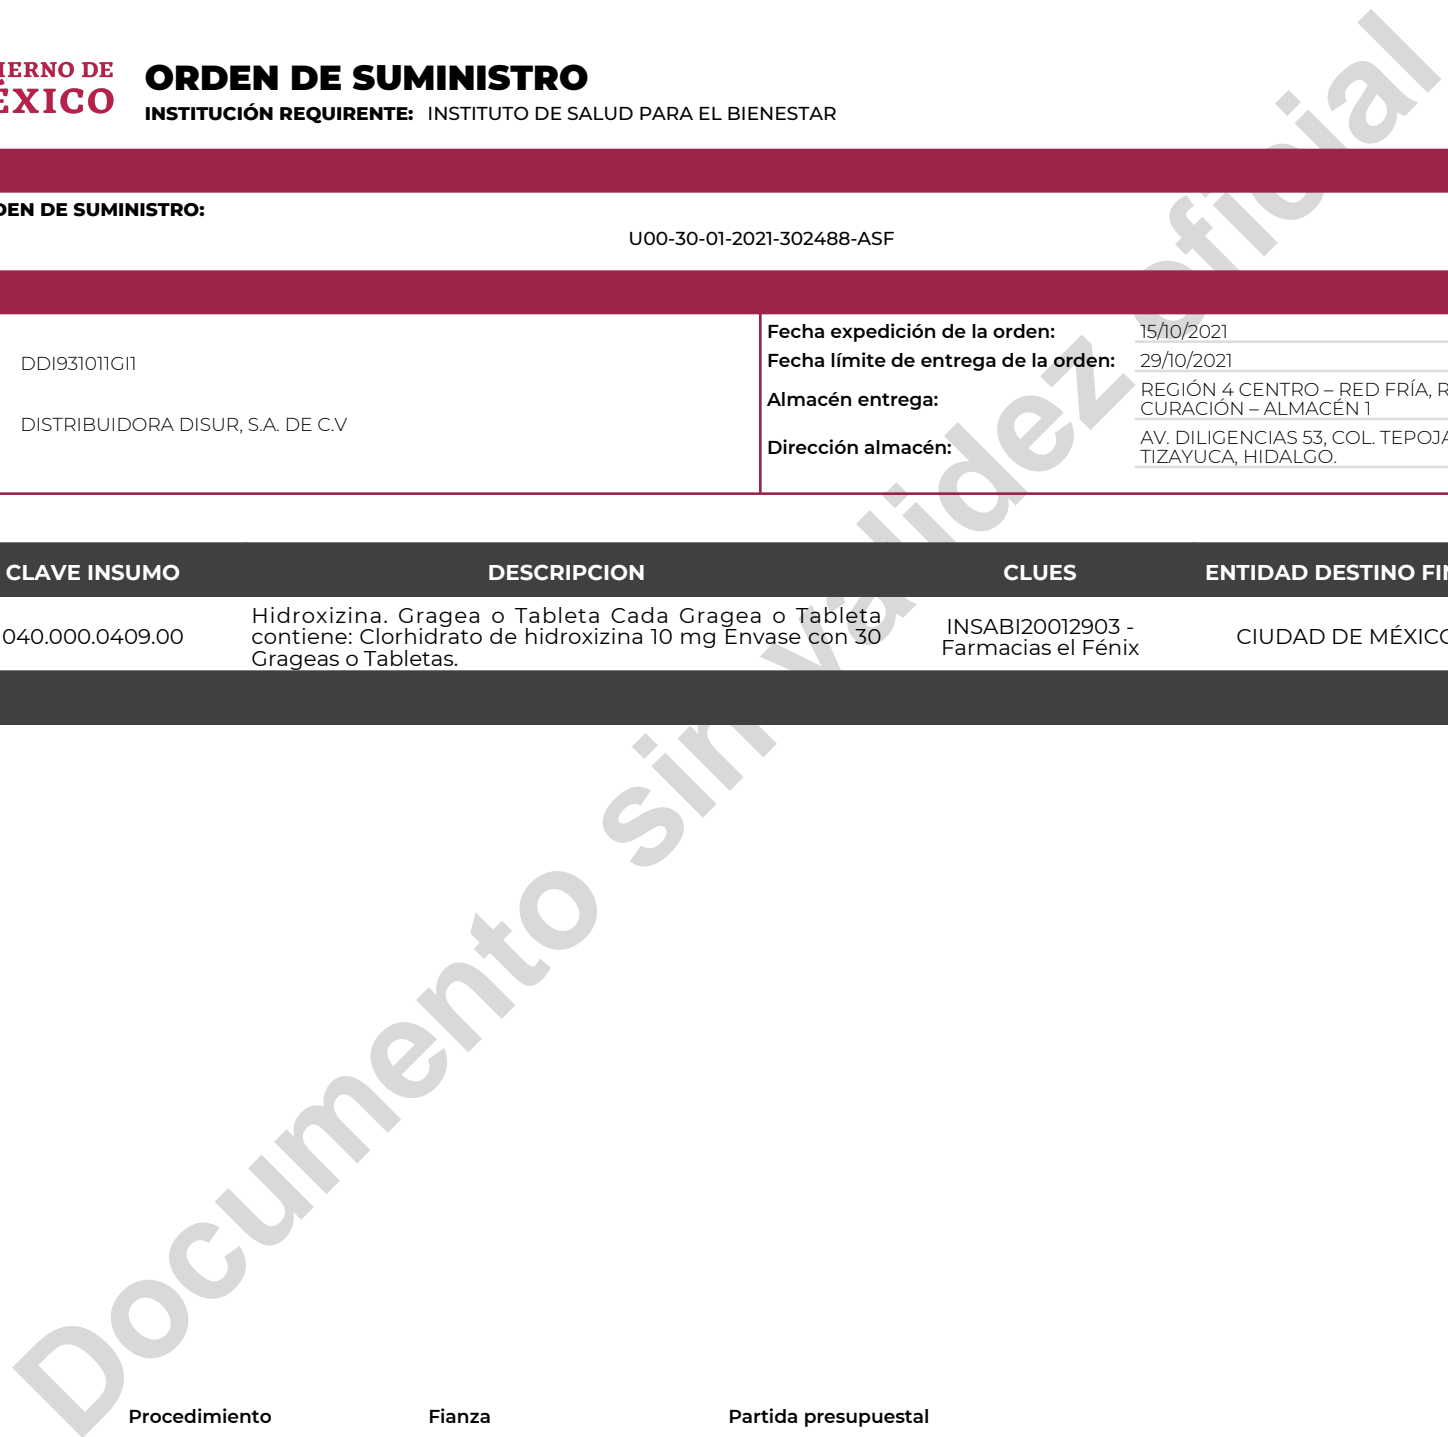 IERNO DE
ÉXICO
ORDEN DE SUMINISTRO
INSTITUCIÓN REQUIRENTE: INSTITUTO DE SALUD PARA EL BIENESTAR
DEN DE SUMINISTRO:
U00-30-01-2021-302488-ASF
DDI931011GI1
DISTRIBUIDORA DISUR, S.A. DE C.V
Fecha expedición de la orden: 15/10/2021
Fecha límite de entrega de la orden: 29/10/2021
Almacén entrega: REGIÓN 4 CENTRO – RED FRÍA, R
CURACIÓN – ALMACÉN 1
Dirección almacén: AV. DILIGENCIAS 53, COL. TEPOJA
TIZAYUCA, HIDALGO.
CLAVE INSUMO DESCRIPCION CLUES ENTIDAD DESTINO FIN
040.000.0409.00
Hidroxizina. Gragea o Tableta Cada Gragea o Tableta
contiene: Clorhidrato de hidroxizina 10 mg Envase con 30
Grageas o Tabletas.
INSABI20012903 -
Farmacias el Fénix
CIUDAD DE MÉXICO
Documento sin validez oficial
Procedimiento Fianza Partida presupuestal